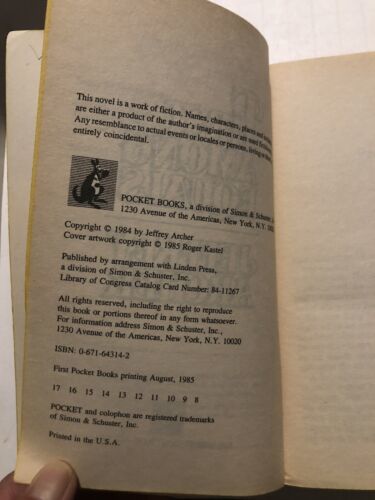 This novel is a work of fiction. Names, characters, places and
are either a product of the author's imagination or are used
Any resemblance to actual events or locales or persons, living or
entirely coincidental.
POCKET BOOKS, a division of Simon & Schuster,
1230 Avenue of the Americas, New York, N.Y.
Copyright © 1984 by Jeffrey Archer
Cover artwork copyright © 1985 Roger Kastel
Published by arrangement with Linden Press,
a division of Simon & Schuster, Inc.
Library of Congress Catalog Card Number: 84-11267
All rights reserved, including the right to reproduce
this book or portions thereof in any form whatsoever.
For information address Simon & Schuster, Inc.,
1230 Avenue of the Americas, New York, N.Y. 10020
ISBN: 0-671-64314-2
First Pocket Books printing August, 1985
17 16 15 14 13 12 11 10 9 8
POCKET and colophon are registered trademarks
of Simon & Schuster, Inc.
Printed in the U.S.A.